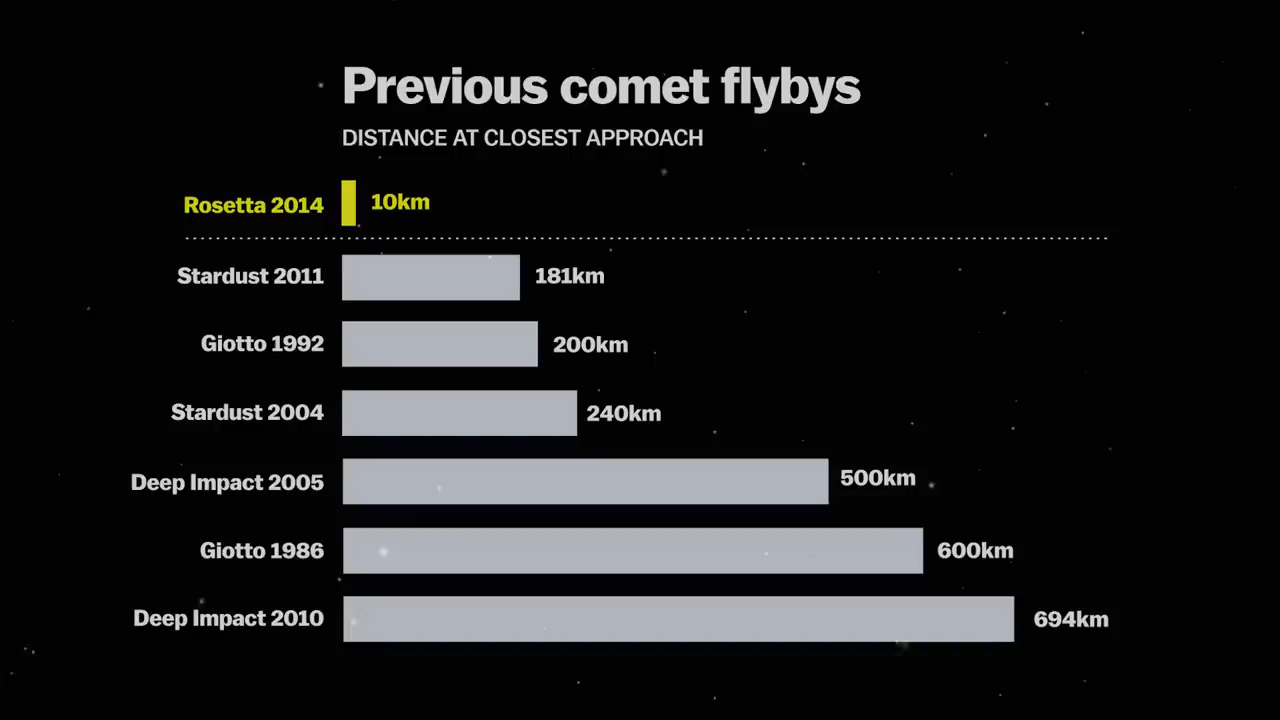 Previous comet flybys
DISTANCE AT CLOSEST APPROACH
Rosetta 2014 10km
Stardust 2011 181km
Giotto 1992 200km
Stardust 2004 240km
Deep Impact 2005 500km
Giotto 1986 600km
Deep Impact 2010 694km